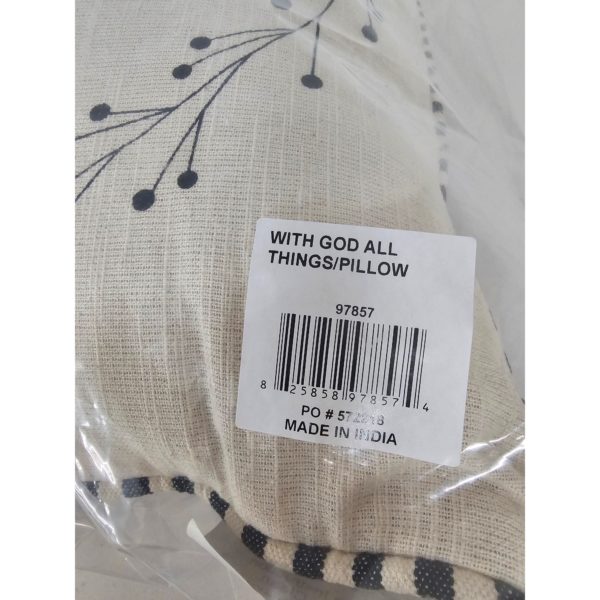 WITH GOD ALL
THINGS/PILLOW
97857
8 25858 97857 4
PO #
MADE IN INDIA